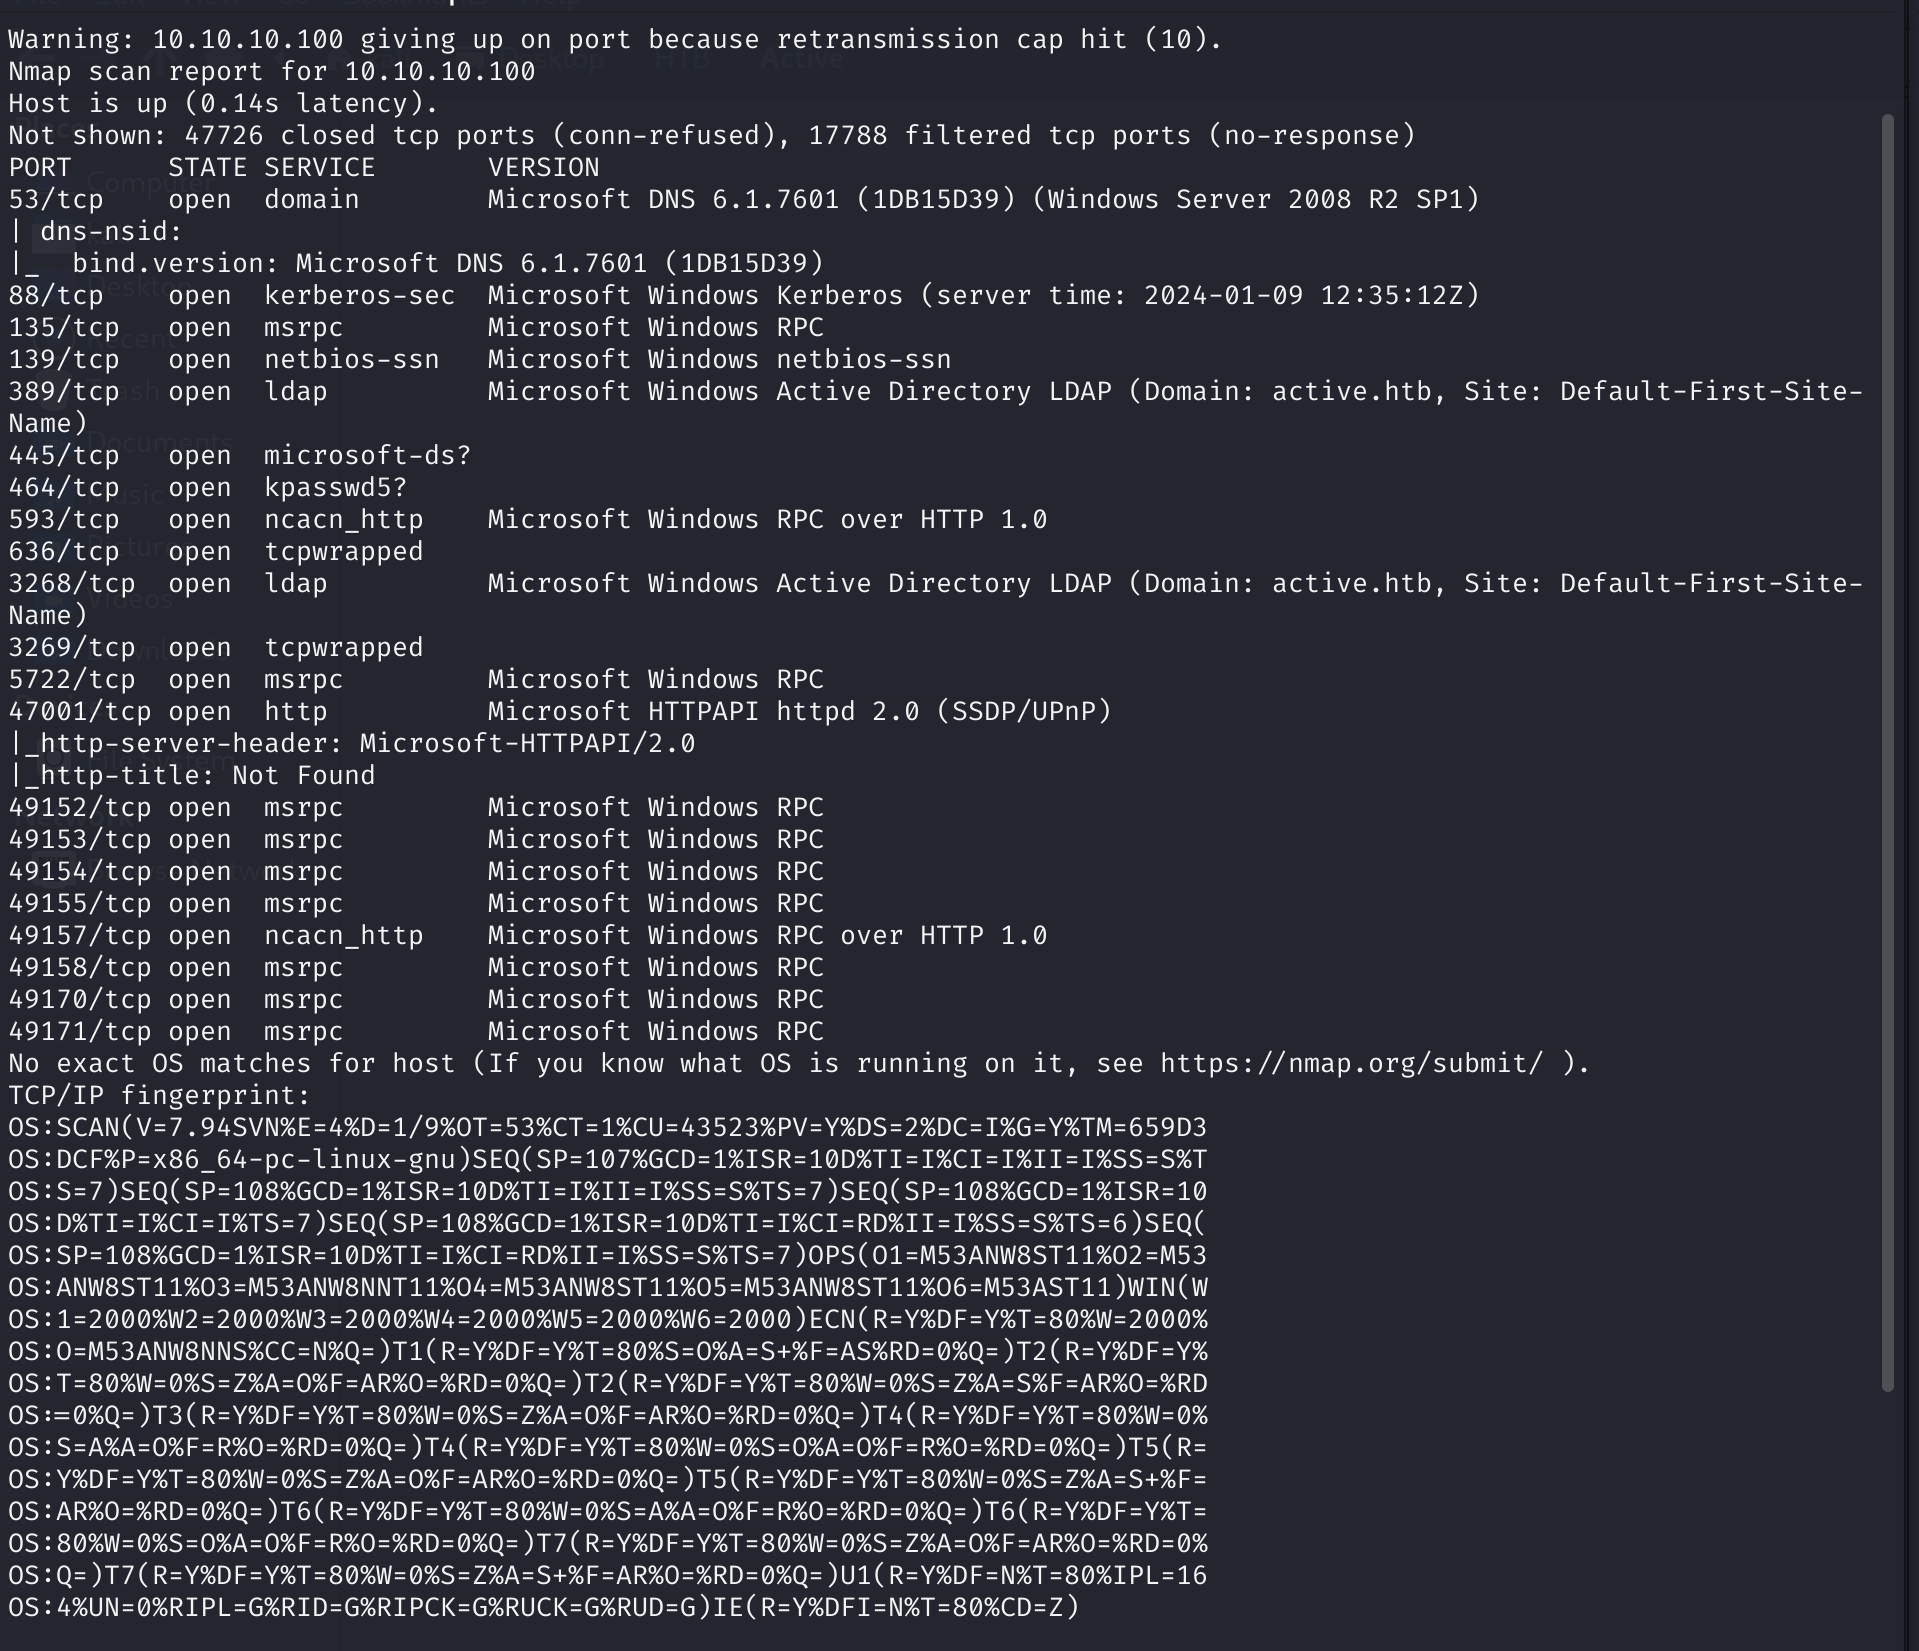 Warning: 10.10.10.100 giving up on port because retransmission cap hit (10).
Nmap scan report for 10.10.10.100
Host is up (0.14s latency).
Not shown: 47726 closed tcp ports (conn-refused), 17788 filtered tcp ports (no-response)
PORT      STATE SERVICE       VERSION
53/tcp    open  domain        Microsoft DNS 6.1.7601 (1DB15D39) (Windows Server 2008 R2 SP1)
| dns-nsid:
|_  bind.version: Microsoft DNS 6.1.7601 (1DB15D39)
88/tcp    open  kerberos-sec  Microsoft Windows Kerberos (server time: 2024-01-09 12:35:12Z)
135/tcp   open  msrpc         Microsoft Windows RPC
139/tcp   open  netbios-ssn   Microsoft Windows netbios-ssn
389/tcp   open  ldap          Microsoft Windows Active Directory LDAP (Domain: active.htb, Site: Default-First-Site-
Name)
445/tcp   open  microsoft-ds?
464/tcp   open  kpasswd5?
593/tcp   open  ncacn_http    Microsoft Windows RPC over HTTP 1.0
636/tcp   open  tcpwrapped
3268/tcp  open  ldap          Microsoft Windows Active Directory LDAP (Domain: active.htb, Site: Default-First-Site-
Name)
3269/tcp  open  tcpwrapped
5722/tcp  open  msrpc         Microsoft Windows RPC
47001/tcp open  http          Microsoft HTTPAPI httpd 2.0 (SSDP/UPnP)
|_http-server-header: Microsoft-HTTPAPI/2.0
|_http-title: Not Found
49152/tcp open  msrpc         Microsoft Windows RPC
49153/tcp open  msrpc         Microsoft Windows RPC
49154/tcp open  msrpc         Microsoft Windows RPC
49155/tcp open  msrpc         Microsoft Windows RPC
49157/tcp open  ncacn_http    Microsoft Windows RPC over HTTP 1.0
49158/tcp open  msrpc         Microsoft Windows RPC
49170/tcp open  msrpc         Microsoft Windows RPC
49171/tcp open  msrpc         Microsoft Windows RPC
No exact OS matches for host (If you know what OS is running on it, see https://nmap.org/submit/ ).
TCP/IP fingerprint:
OS:SCAN(V=7.94SVN%E=4%D=1/9%OT=53%CT=1%CU=43523%PV=Y%DS=2%DC=I%G=Y%TM=659D3
OS:DCF%P=x86_64-pc-linux-gnu)SEQ(SP=107%GCD=1%ISR=10D%TI=I%CI=I%II=I%SS=S%T
OS:S=7)SEQ(SP=108%GCD=1%ISR=10D%TI=I%II=I%SS=S%TS=7)SEQ(SP=108%GCD=1%ISR=10
OS:D%TI=I%CI=I%TS=7)SEQ(SP=108%GCD=1%ISR=10D%TI=I%CI=RD%II=I%SS=S%TS=6)SEQ(
OS:SP=108%GCD=1%ISR=10D%TI=I%CI=RD%II=I%SS=S%TS=7)OPS(O1=M53ANW8ST11%O2=M53
OS:ANW8ST11%O3=M53ANW8NNT11%O4=M53ANW8ST11%O5=M53ANW8ST11%O6=M53AST11)WIN(W
OS:1=2000%W2=2000%W3=2000%W4=2000%W5=2000%W6=2000)ECN(R=Y%DF=Y%T=80%W=2000%
OS:O=M53ANW8NNS%CC=N%Q=)T1(R=Y%DF=Y%T=80%S=O%A=S+%F=AS%RD=0%Q=)T2(R=Y%DF=Y%
OS:T=80%W=0%S=Z%A=O%F=AR%O=%RD=0%Q=)T2(R=Y%DF=Y%T=80%W=0%S=Z%A=S%F=AR%O=%RD
OS:=0%Q=)T3(R=Y%DF=Y%T=80%W=0%S=Z%A=O%F=AR%O=%RD=0%Q=)T4(R=Y%DF=Y%T=80%W=0%
OS:S=A%A=O%F=R%O=%RD=0%Q=)T4(R=Y%DF=Y%T=80%W=0%S=O%A=O%F=R%O=%RD=0%Q=)T5(R=
OS:Y%DF=Y%T=80%W=0%S=Z%A=O%F=AR%O=%RD=0%Q=)T5(R=Y%DF=Y%T=80%W=0%S=Z%A=S+%F=
OS:AR%O=%RD=0%Q=)T6(R=Y%DF=Y%T=80%W=0%S=A%A=O%F=R%O=%RD=0%Q=)T6(R=Y%DF=Y%T=
OS:80%W=0%S=O%A=O%F=R%O=%RD=0%Q=)T7(R=Y%DF=Y%T=80%W=0%S=Z%A=O%F=AR%O=%RD=0%
OS:Q=)T7(R=Y%DF=Y%T=80%W=0%S=Z%A=S+%F=AR%O=%RD=0%Q=)U1(R=Y%DF=N%T=80%IPL=16
OS:4%UN=0%RIPL=G%RID=G%RIPCK=G%RUCK=G%RUD=G)IE(R=Y%DFI=N%T=80%CD=Z)